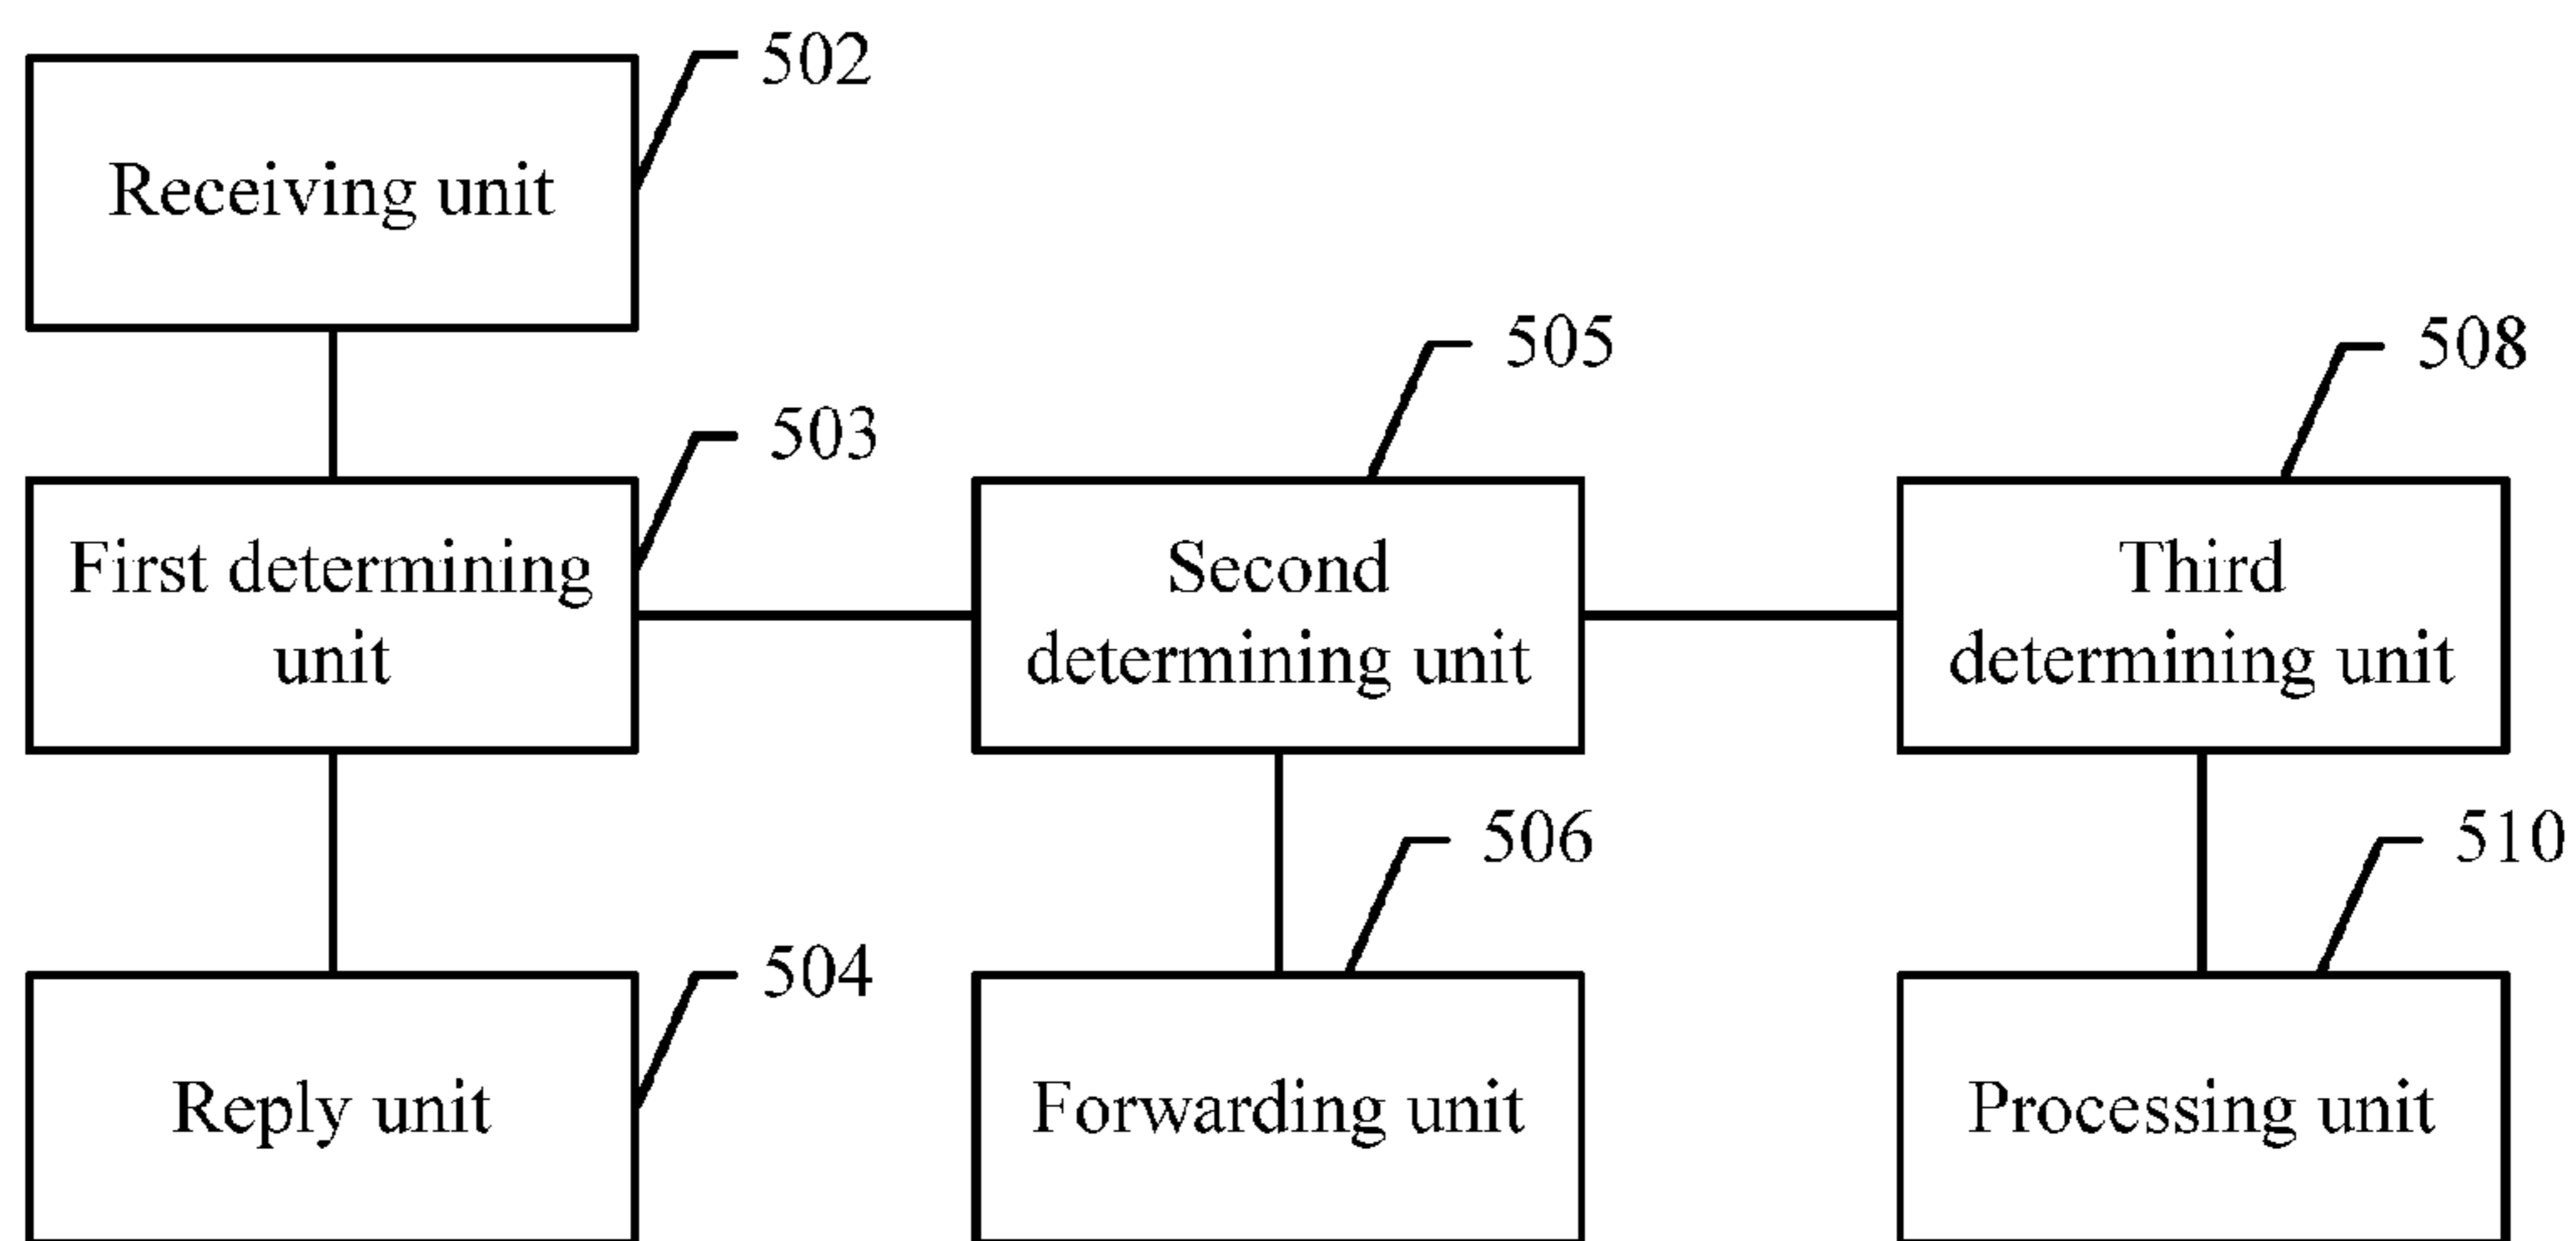 502
Receiving unit
503
First determining
unit
505
Second
determining unit
508
Third
determining unit
504
Reply unit
506
Forwarding unit
510
Processing unit